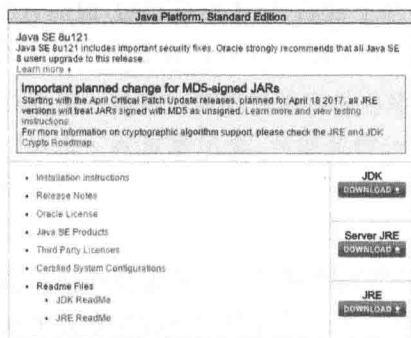 Java Platform, Standard Edition
Java SE 8u121
Java SE 8u121 includes important security fixes. Oracle strongly recommends that all Java SE
8 users upgrade to this release.
Learn more
Important planned change for MD5-signed JARs
Starting with the April Critical Patch Update releases, planned for April 18 2017, all JRE
versions will treat JARs signed with MD5 as unsigned. Learn more and view testing
instructions.
For more information on cryptographic algorithm support, please check the JRE and JDK
Crypto Roadmap.
• Installation Instructions
• Release Notes
• Oracle License
• Java SE Products
• Third Party Licenses
• Certified System Configurations
• Readme Files
• JDK ReadMe
• JRE ReadMe
JDK
DOWNLOAD
Server JRE
DOWNLOAD
JRE
DOWNLOAD